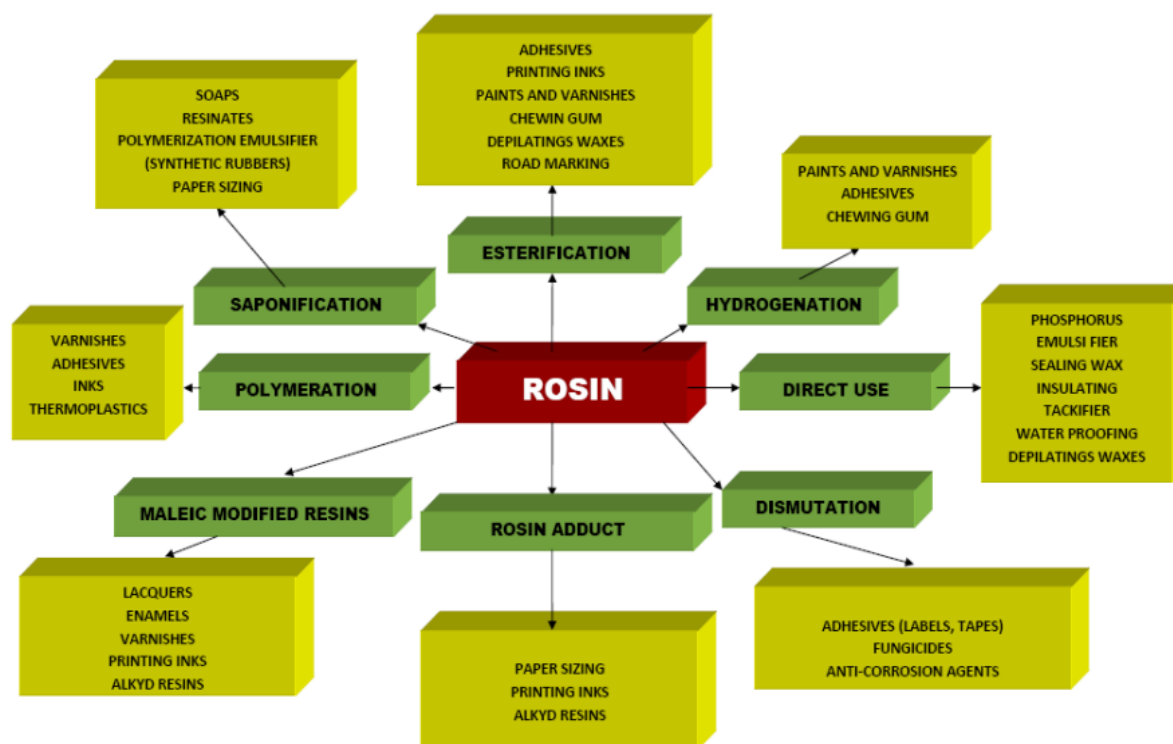 ADHESIVES
PRINTING INKS
PAINTS AND VARNISHES
CHEWIN GUM
DEPILATINGS WAXES
ROAD MARKING
SOAPS
RESINATES
POLYMERIZATION EMULSIFIER
(SYNTHETIC RUBBERS)
PAPER SIZING
PAINTS AND VARNISHES
ADHESIVES
CHEWING GUM
ESTERIFICATION
SAPONIFICATION
HYDROGENATION
VARNISHES
ADHESIVES
INKS
THERMOPLASTICS
POLYMERATION
ROSIN
DIRECT USE
PHOSPHORUS
EMULSI FIER
SEALING WAX
INSULATING
TACKIFIER
WATER PROOFING
DEPILATINGS WAXES
MALEIC MODIFIED RESINS
ROSIN ADDUCT
DISMUTATION
LACQUERS
ENAMELS
VARNISHES
PRINTING INKS
ALKYD RESINS
PAPER SIZING
PRINTING INKS
ALKYD RESINS
ADHESIVES (LABELS, TAPES)
FUNGICIDES
ANTI-CORROSION AGENTS